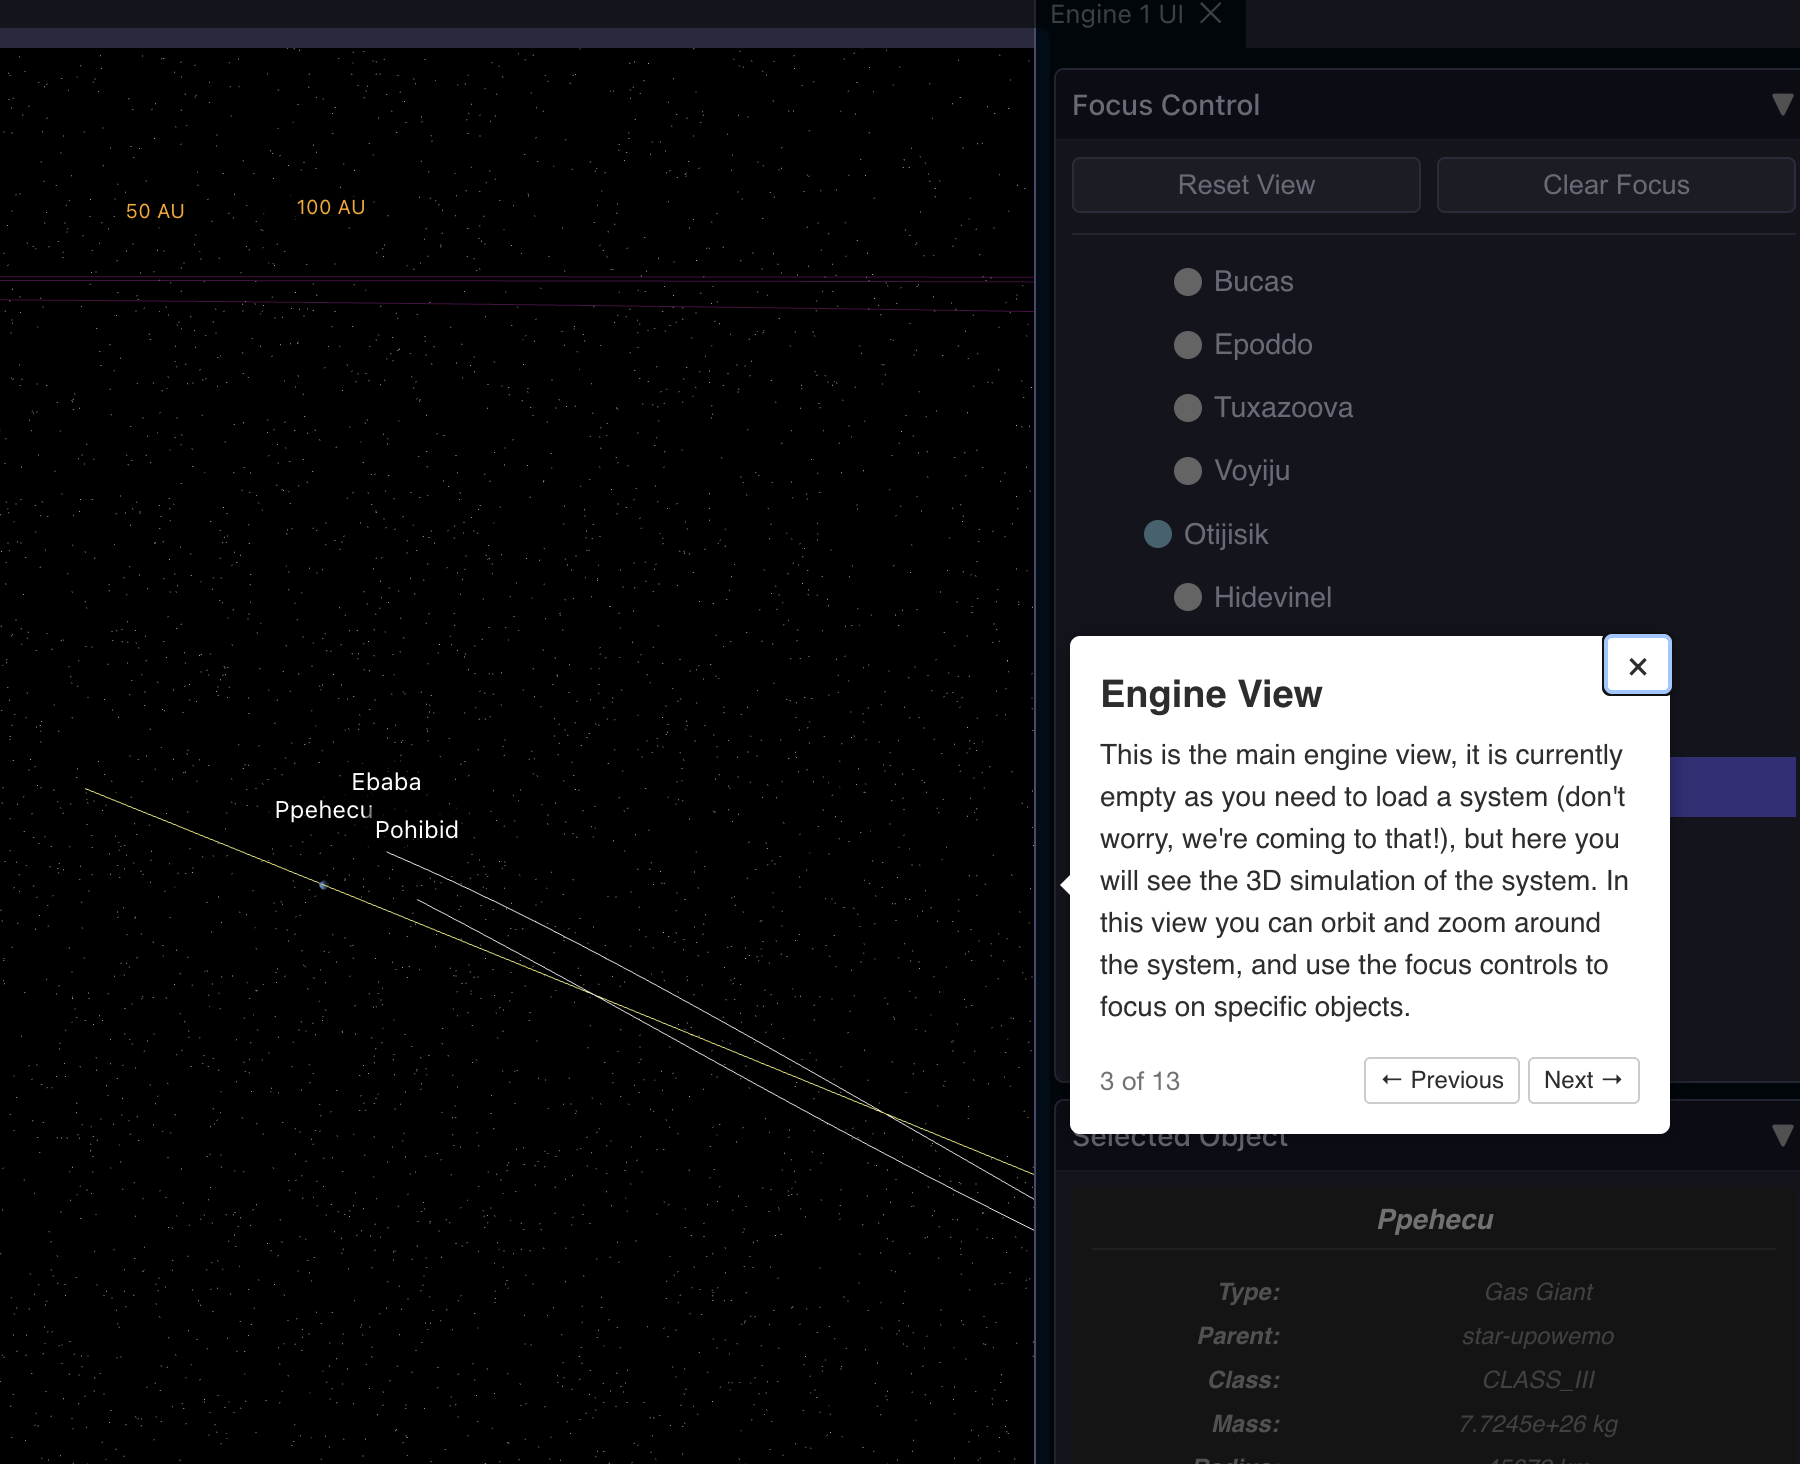 Engine 1 UI
Focus Control
Reset View
Clear Focus
50 AU
100 AU
Bucas
Epoddo
Tuxazoova
Voyiju
Otijisik
Hidevinel
Ebaba
Ppehecu
Pohibid
Engine View
This is the main engine view, it is currently
empty as you need to load a system (don't
worry, we're coming to that!), but here you
will see the 3D simulation of the system. In
this view you can orbit and zoom around
the system, and use the focus controls to
focus on specific objects.
3 of 13
← Previous
Next →
Selected Object
Ppehecu
Type: Gas Giant
Parent: star-upowemo
Class: CLASS_III
Mass: 7.7245e+26 kg